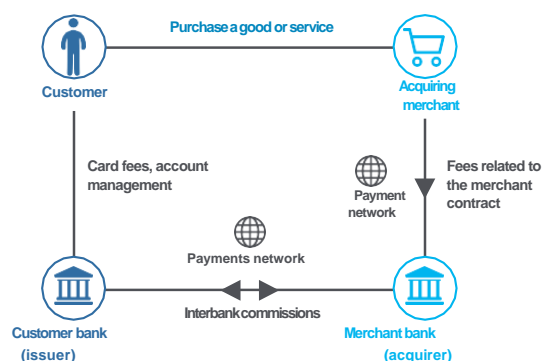 Purchase a good or service
Customer
Acquiring
merchant
Card fees, account
management
Payment
network
Fees related to
the merchant
contract
Payments network
Interbank commissions
Customer bank
(issuer)
Merchant bank
(acquirer)